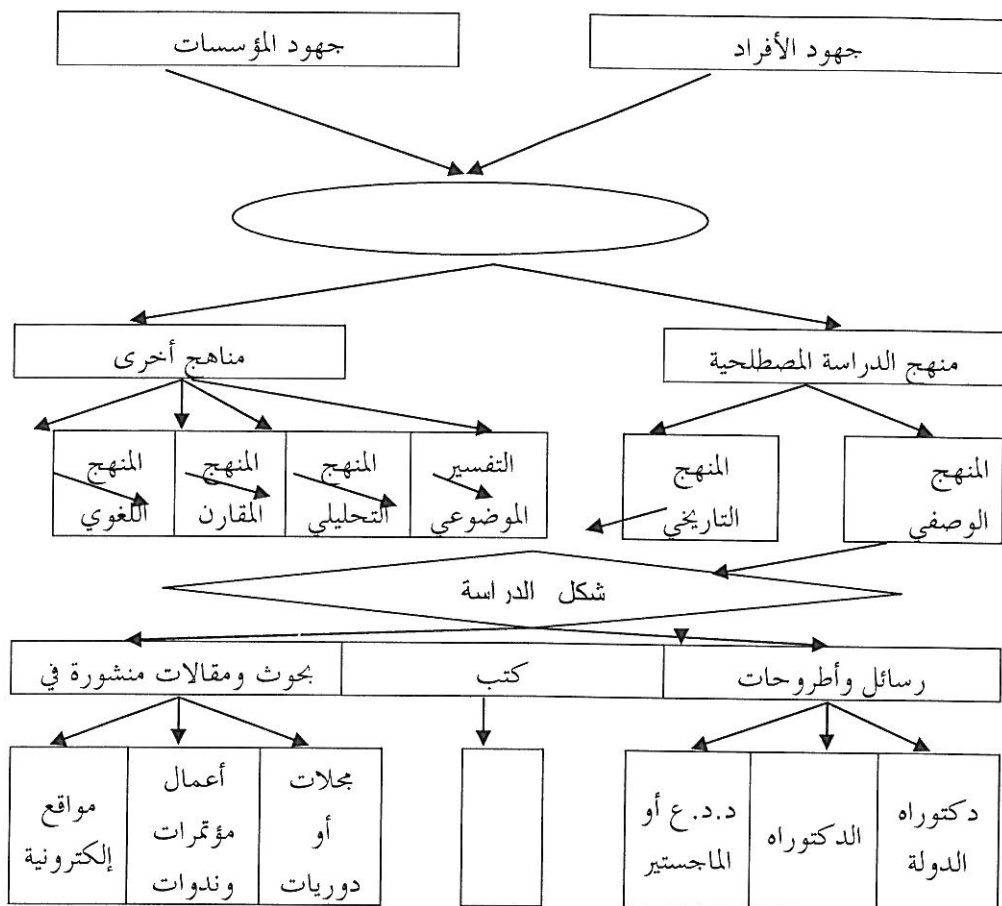 جهود الأفراد
جهود المؤسسات
منهج الدراسة المصطلحية
مناهج أخرى
المنهج
الوصفي
المنهج
التاريخي
التفسير
الموضوعي
المنهج
التحليلي
المنهج
المقارن
المنهج
اللغوي
شكل الدراسة
رسائل وأطروحات
كتب
بحوث ومقالات منشورة في
دكتوراه
الدولة
الدكتوراه
د.د.ع أو
الماجستير
مجلات
أو
دوريات
أعمال
مؤتمرات
وندوات
مواقع
إلكترونية